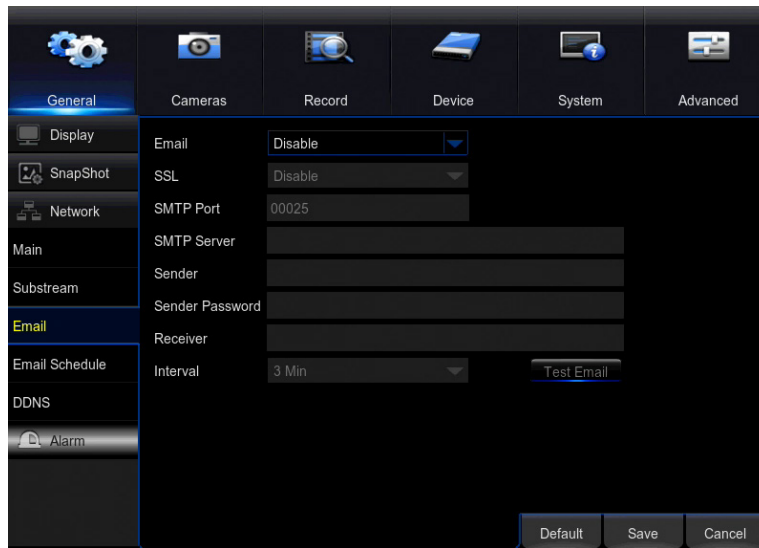 General Cameras Record Device System Advanced
Display
SnapShot
Network
Main
Substream
Email
Email Schedule
DDNS
Alarm
Email Disable
SSL Disable
SMTP Port 00025
SMTP Server
Sender
Sender Password
Receiver
Interval 3 Min Test Email
Default Save Cancel